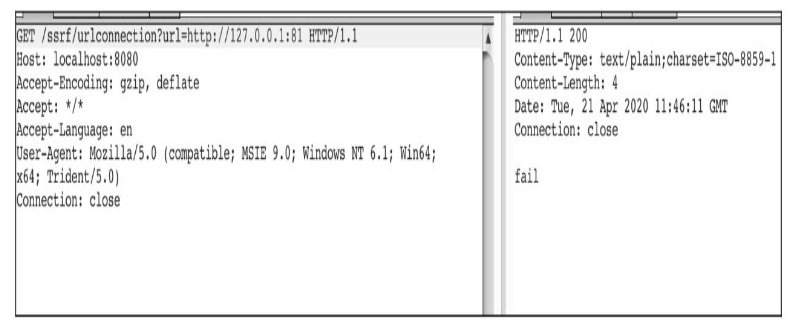 GET /ssrf/urlconnection?url=http://127.0.0.1:81 HTTP/1.1
Host: localhost:8080
Accept-Encoding: gzip, deflate
Accept: */*
Accept-Language: en
User-Agent: Mozilla/5.0 (compatible; MSIE 9.0; Windows NT 6.1; Win64;
x64; Trident/5.0)
Connection: close
HTTP/1.1 200
Content-Type: text/plain;charset=ISO-8859-1
Content-Length: 4
Date: Tue, 21 Apr 2020 11:46:11 GMT
Connection: close
fail